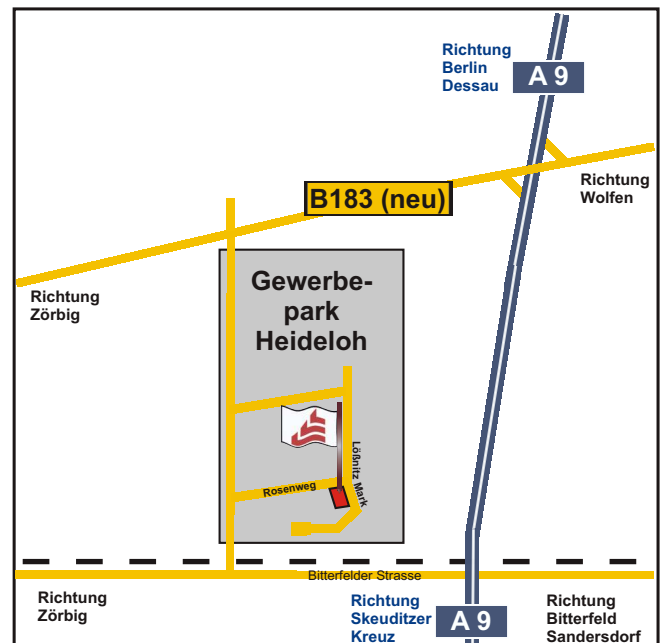 Richtung
Berlin
Dessau
A 9
B183 (neu)
Richtung
Wolfen
Richtung
Zörbig
Gewerbe-
park
Heideloh
Lößnitz Mark
Rosenweg
Bitterfelder Strasse
Richtung
Zörbig
Richtung
Skeuditzer
Kreuz
A 9
Richtung
Bitterfeld
Sandersdorf